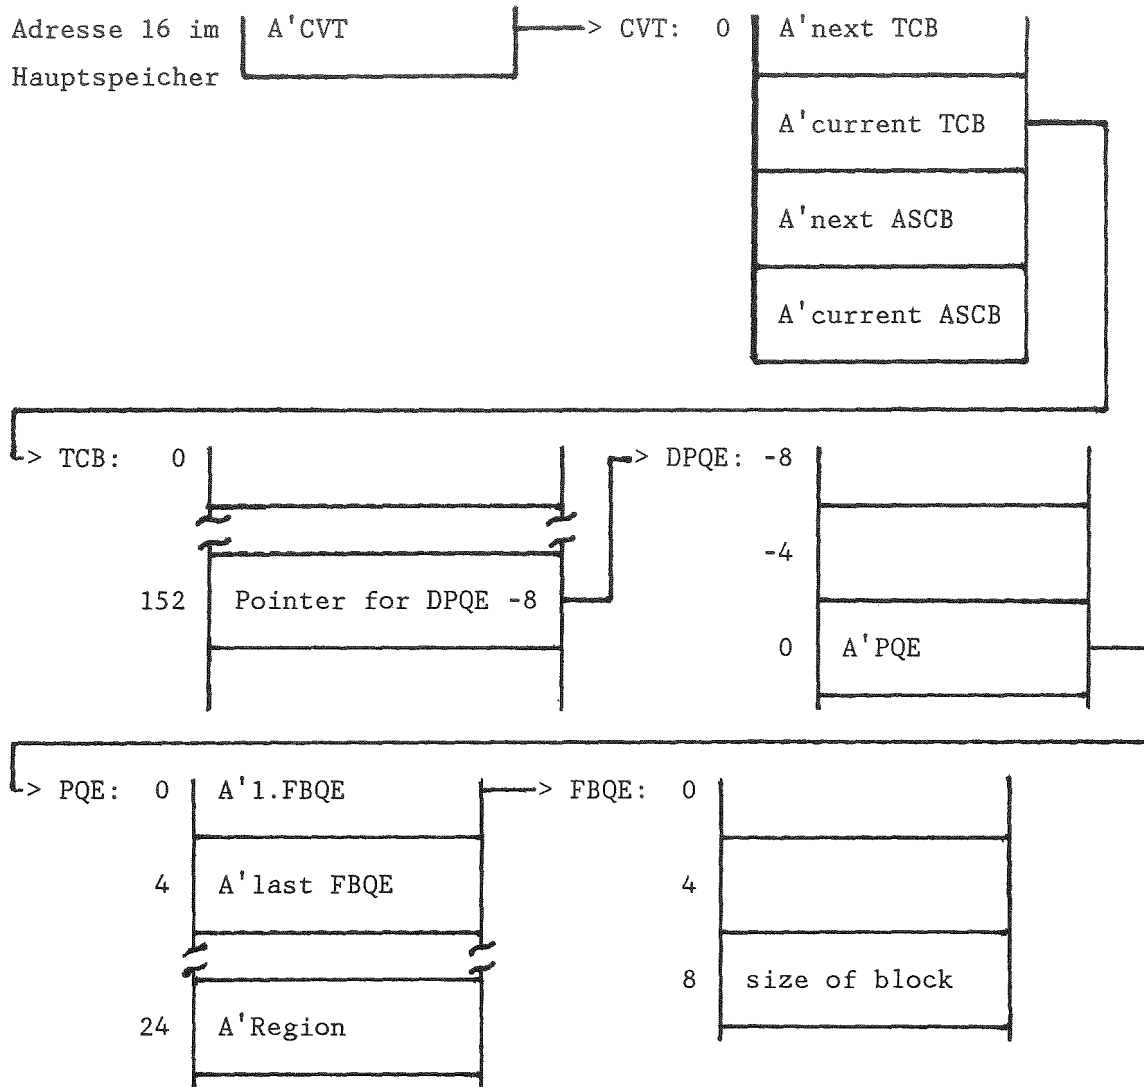 Adresse 16 im A'CVT > CVT: 0 A'next TCB
Hauptspeicher
A'current TCB
A'next ASCB
A'current ASCB
> TCB: 0 > DPQE: -8
-4
152 Pointer for DPQE -8
0 A'PQE
> PQE: 0 A'1.FBQE > FBQE: 0
4 A'last FBQE 4
8 size of block
24 A'Region